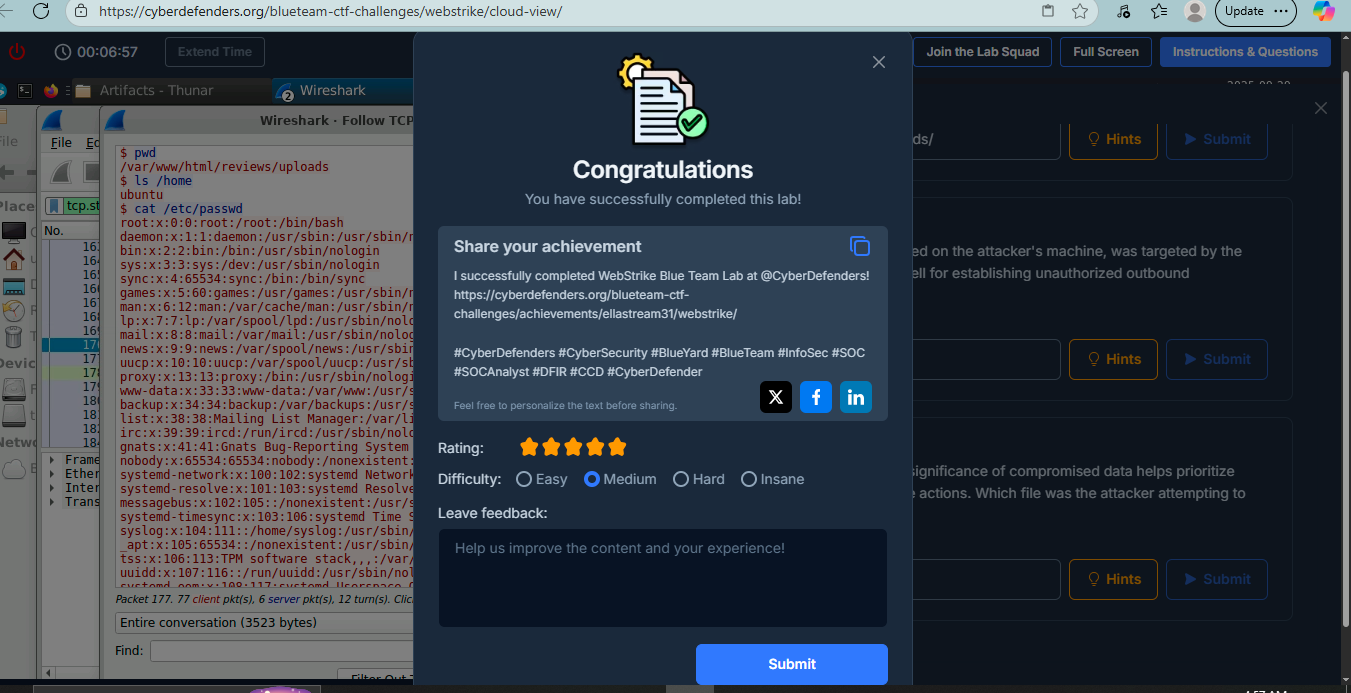 https://cyberdefenders.org/blueteam-ctf-challenges/webstrike/cloud-view/
Update
00:06:57
Extend Time
Join the Lab Squad
Full Screen
Instructions & Questions
Artifacts - Thunar
2 Wireshark
Wireshark · Follow TCP
File
$ pwd
/var/www/html/reviews/uploads
$ ls /home
ubuntu
$ cat /etc/passwd
root:x:0:0:root:/root:/bin/bash
daemon:x:1:1:daemon:/usr/sbin:/usr/sbin/n
bin:x:2:2:bin:/bin:/usr/sbin/nologin
sys:x:3:3:sys:/dev:/usr/sbin/nologin
sync:x:4:65534:sync:/bin:/bin/sync
games:x:5:60:games:/usr/games:/usr/sbin/n
man:x:6:12:man:/var/cache/man:/usr/sbin/n
lp:x:7:7:lp:/var/spool/lpd:/usr/sbin/nolo
mail:x:8:8:mail:/var/mail:/usr/sbin/nolog
news:x:9:9:news:/var/spool/news:/usr/sbin
uucp:x:10:10:uucp:/var/spool/uucp:/usr/sb
proxy:x:13:13:proxy:/bin:/usr/sbin/nologi
www-data:x:33:33:www-data:/var/www:/usr/s
backup:x:34:34:backup:/var/backups:/usr/s
list:x:38:38:Mailing List Manager:/var/li
irc:x:39:39:ircd:/run/ircd:/usr/sbin/nolo
gnats:x:41:41:Gnats Bug-Reporting System
nobody:x:65534:65534:nobody:/nonexistent:
systemd-network:x:100:102:systemd Network
systemd-resolve:x:101:103:systemd Resolve
messagebus:x:102:105::/nonexistent:/usr/s
systemd-timesync:x:103:106:systemd Time S
syslog:x:104:111::/home/syslog:/usr/sbin/
_apt:x:105:65534::/nonexistent:/usr/sbin/
tss:x:106:113:TPM software stack,,,:/var/
uuidd:x:107:116::/run/uuidd:/usr/sbin/nol
Packet 177. 77 client pkt(s), 6 server pkt(s), 12 turn(s). Clic
Entire conversation (3523 bytes)
Find:
tcp.st
No.
Frame
Ether
Inter
Trans
Congratulations
You have successfully completed this lab!
Share your achievement
I successfully completed WebStrike Blue Team Lab at @CyberDefenders!
https://cyberdefenders.org/blueteam-ctf-
challenges/achievements/ellastream31/webstrike/
#CyberDefenders #CyberSecurity #BlueYard #BlueTeam #InfoSec #SOC
#SOCAnalyst #DFIR #CCD #CyberDefender
Feel free to personalize the text before sharing.
Rating:
Difficulty: Easy Medium Hard Insane
Leave feedback:
Help us improve the content and your experience!
Submit
ds/
Hints
Submit
ed on the attacker's machine, was targeted by the
ell for establishing unauthorized outbound
Hints
Submit
ignificance of compromised data helps prioritize
e actions. Which file was the attacker attempting to
Hints
Submit